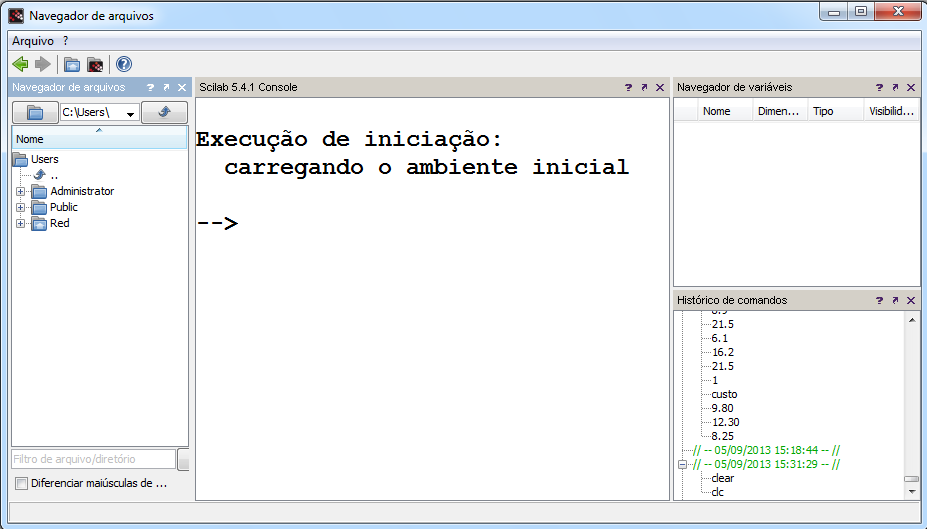 Navegador de arquivos
Arquivo ?
Navegador de arquivos
C:\Users\
Nome
Users
..
Administrator
Public
Red
Filtro de arquivo/diretório
Diferenciar maiúsculas de ...
Scilab 5.4.1 Console
Execução de iniciação:
carregando o ambiente inicial
-->
Navegador de variáveis
Nome Dimen... Tipo Visibilid...
Histórico de comandos
21.5
6.1
16.2
21.5
1
custo
9.80
12.30
8.25
// -- 05/09/2013 15:18:44 -- //
// -- 05/09/2013 15:31:29 -- //
clear
clc